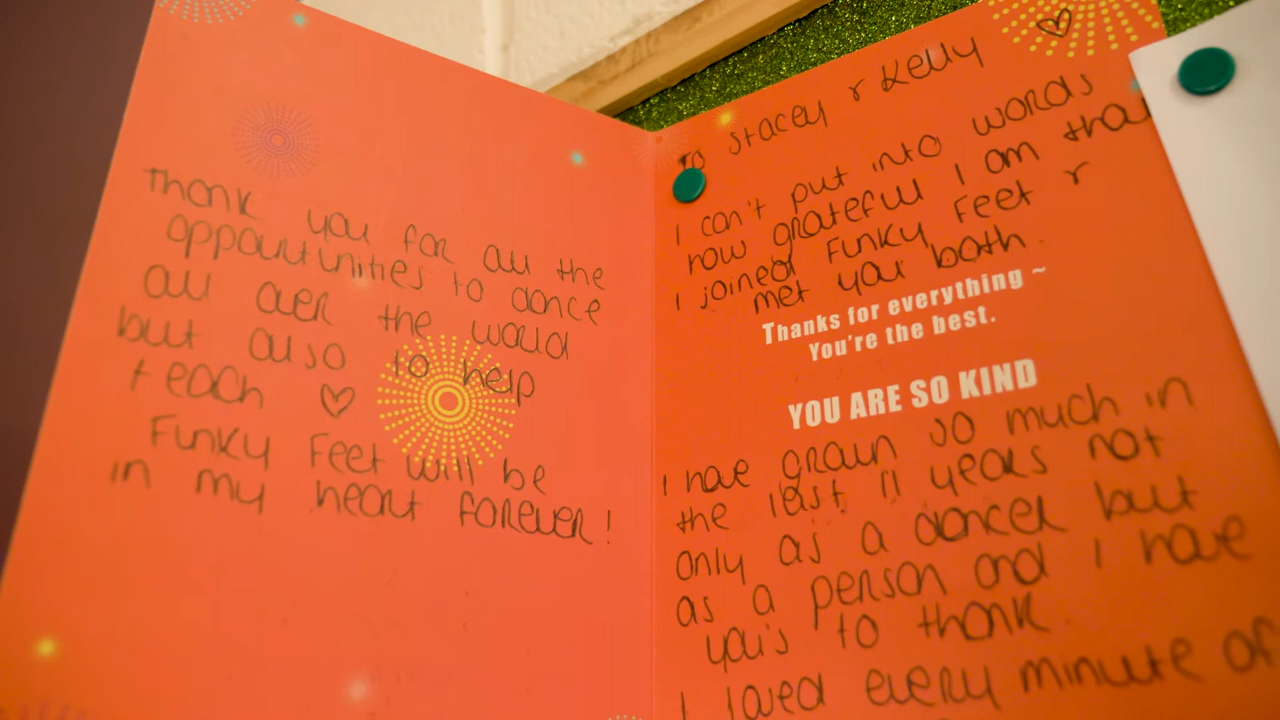 Thank you for all the
oppourtunities to dance
all over the would
but also to help
teach ♡
Funky Feet will be
in my heart forever!
To Stacey & Kelly ♡
I can't put into words
how grateful I am that
I joined Funky Feet &
met you both.
Thanks for everything ~
You're the best.
YOU ARE SO KIND
I have grown so much in
the last 11 years not
only as a dancer but
as a person and I have
you's to thank.
I loved every minute of